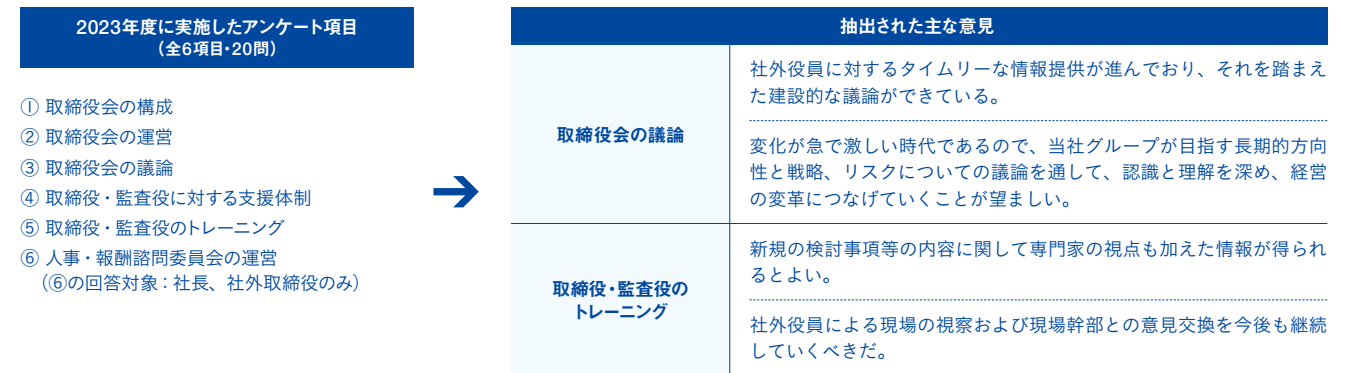 2023年度に実施したアンケート項目
（全6項目・20問）
① 取締役会の構成
② 取締役会の運営
③ 取締役会の議論
④ 取締役・監査役に対する支援体制
⑤ 取締役・監査役のトレーニング
⑥ 人事・報酬諮問委員会の運営
（⑥の回答対象：社長、社外取締役のみ）
抽出された主な意見
取締役会の議論
社外役員に対するタイムリーな情報提供が進んでおり、それを踏まえ
た建設的な議論ができている。
変化が急で激しい時代であるので、当社グループが目指す長期的方向
性と戦略、リスクについての議論を通して、認識と理解を深め、経営
の変革につなげていくことが望ましい。
取締役・監査役の
トレーニング
新規の検討事項等の内容に関して専門家の視点も加えた情報が得られ
るとよい。
社外役員による現場の視察および現場幹部との意見交換を今後も継続
していくべきだ。